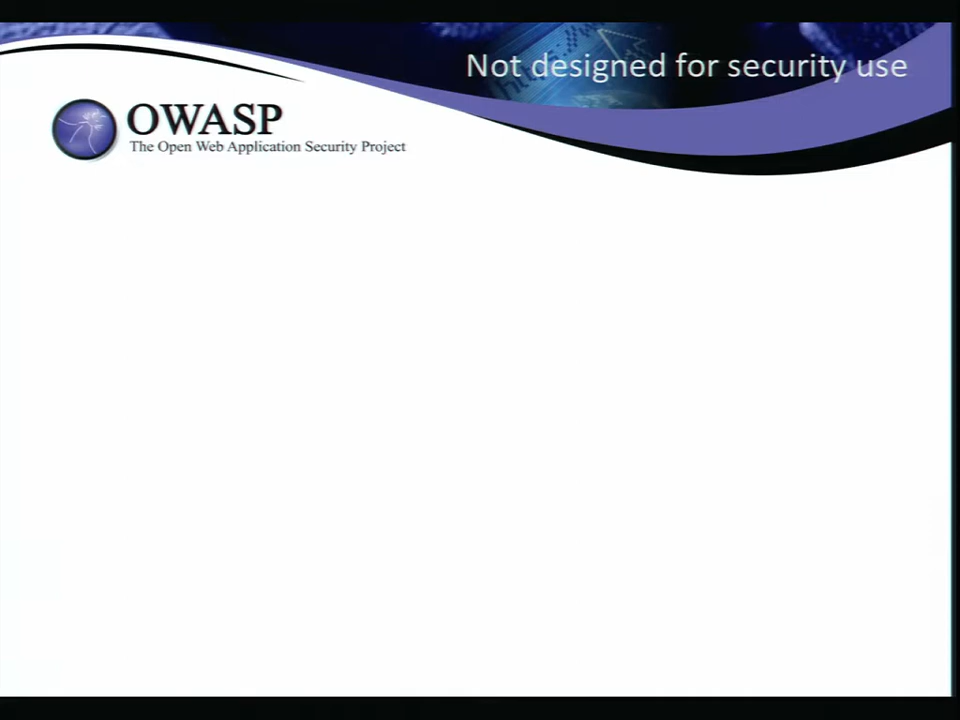 Not designed for security use
OWASP
The Open Web Application Security Project